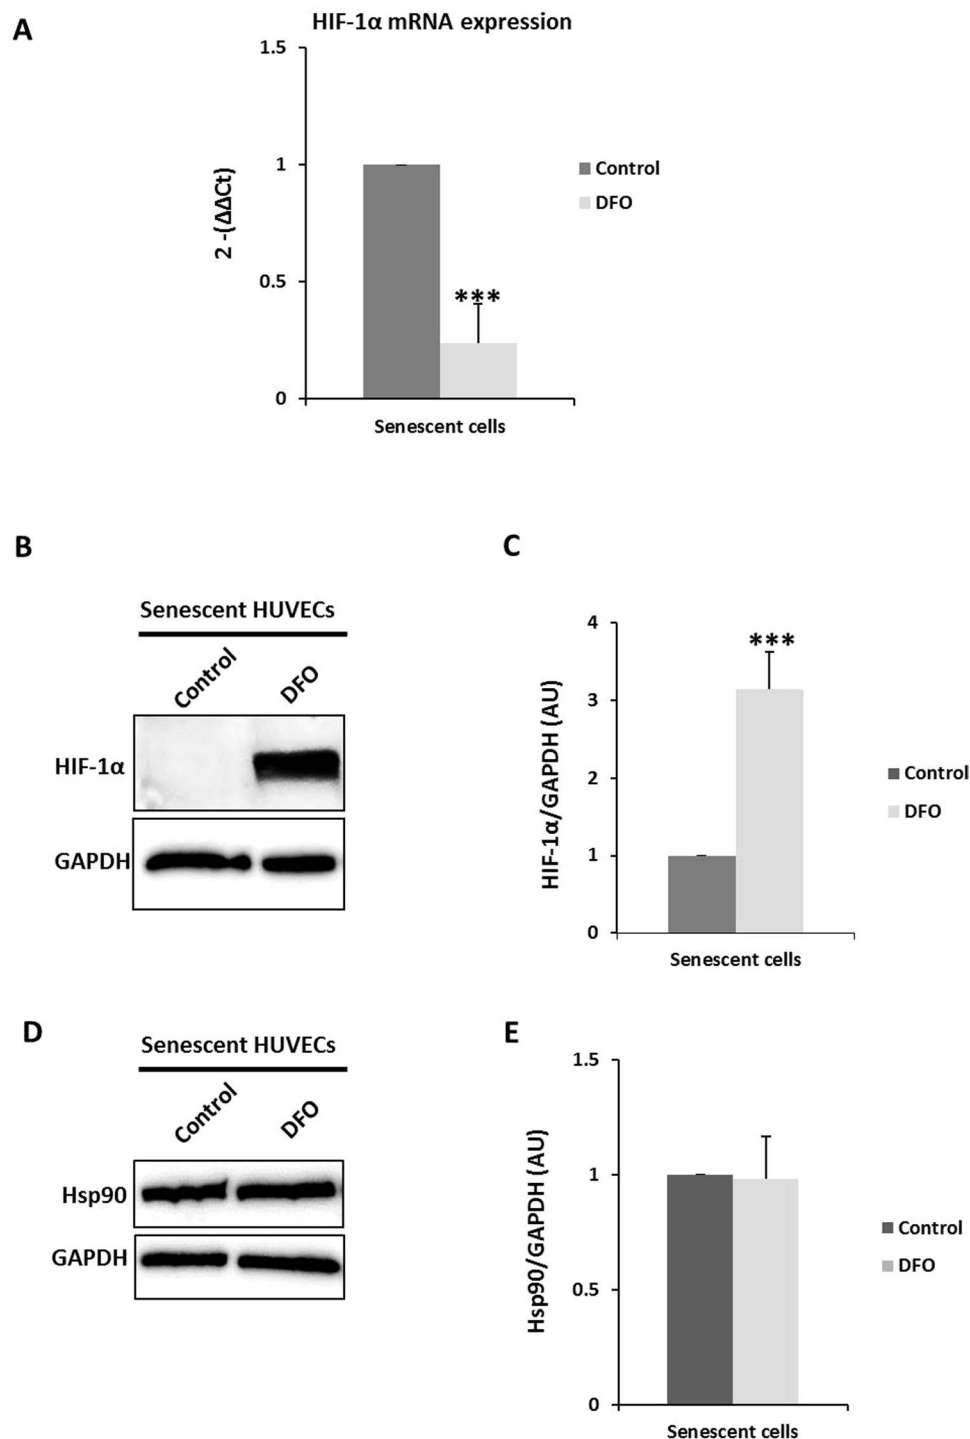 A
HIF-1α mRNA expression
1.5
1
0.5
0
2 -(ΔΔCt)
***
Control
DFO
Senescent cells
B
Senescent HUVECs
Control
DFO
HIF-1α
GAPDH
C
4
3
2
1
0
HIF-1α/GAPDH (AU)
***
Control
DFO
Senescent cells
D
Senescent HUVECs
Control
DFO
Hsp90
GAPDH
E
1.5
1
0.5
0
Hsp90/GAPDH (AU)
Control
DFO
Senescent cells